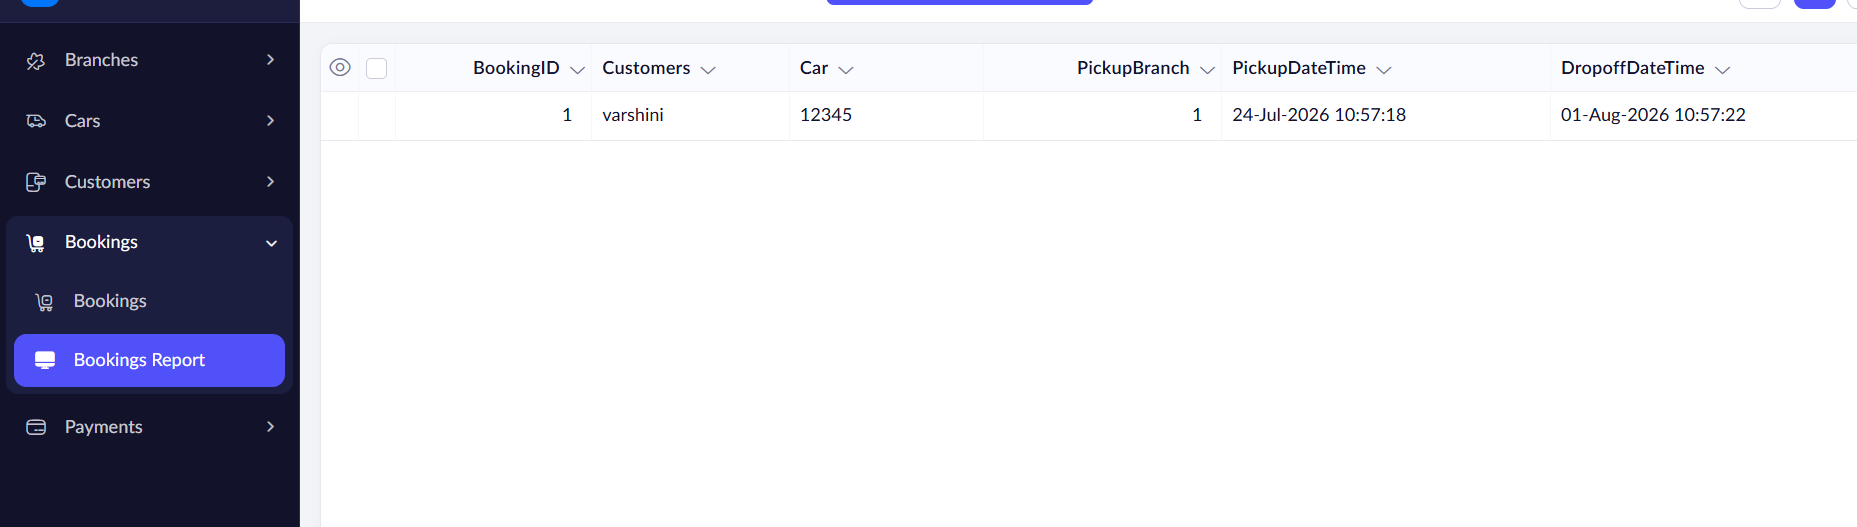 Branches
Cars
Customers
Bookings
Bookings
Bookings Report
Payments
BookingID Customers Car PickupBranch PickupDateTime DropoffDateTime
1 varshini 12345 1 24-Jul-2026 10:57:18 01-Aug-2026 10:57:22